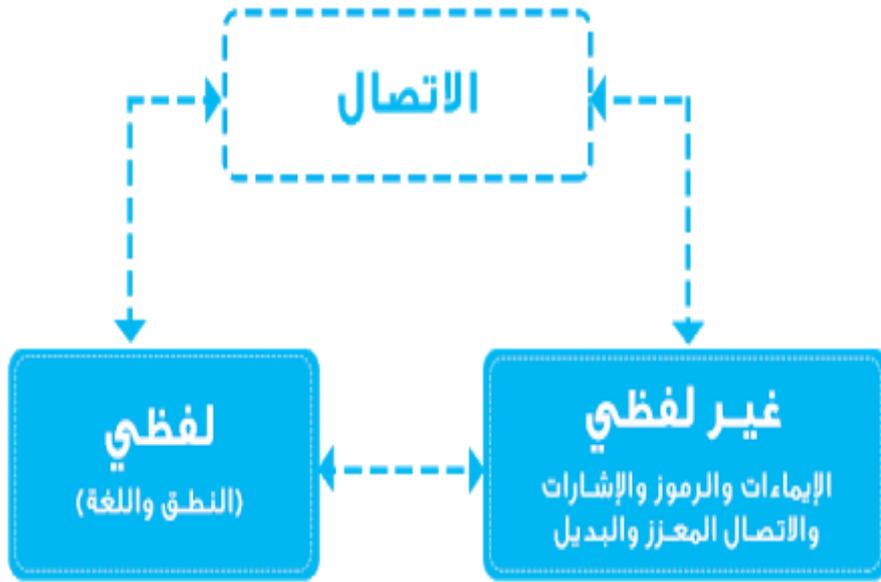 الاتصال
غير لفظي
الإيماءات والرموز والإشارات
والاتصال المعزز والبديل
لفظي
(النطق واللغة)